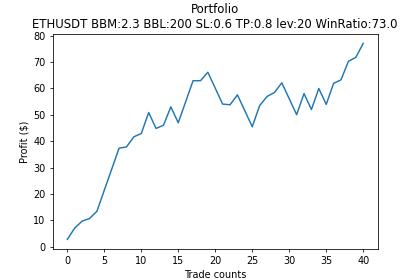 Portfolio
ETHUSDT BBM:2.3 BBL:200 SL:0.6 TP:0.8 lev:20 WinRatio:73.0
80
70
60
50
40
30
20
10
0
Profit ($)
0 5 10 15 20 25 30 35 40
Trade counts